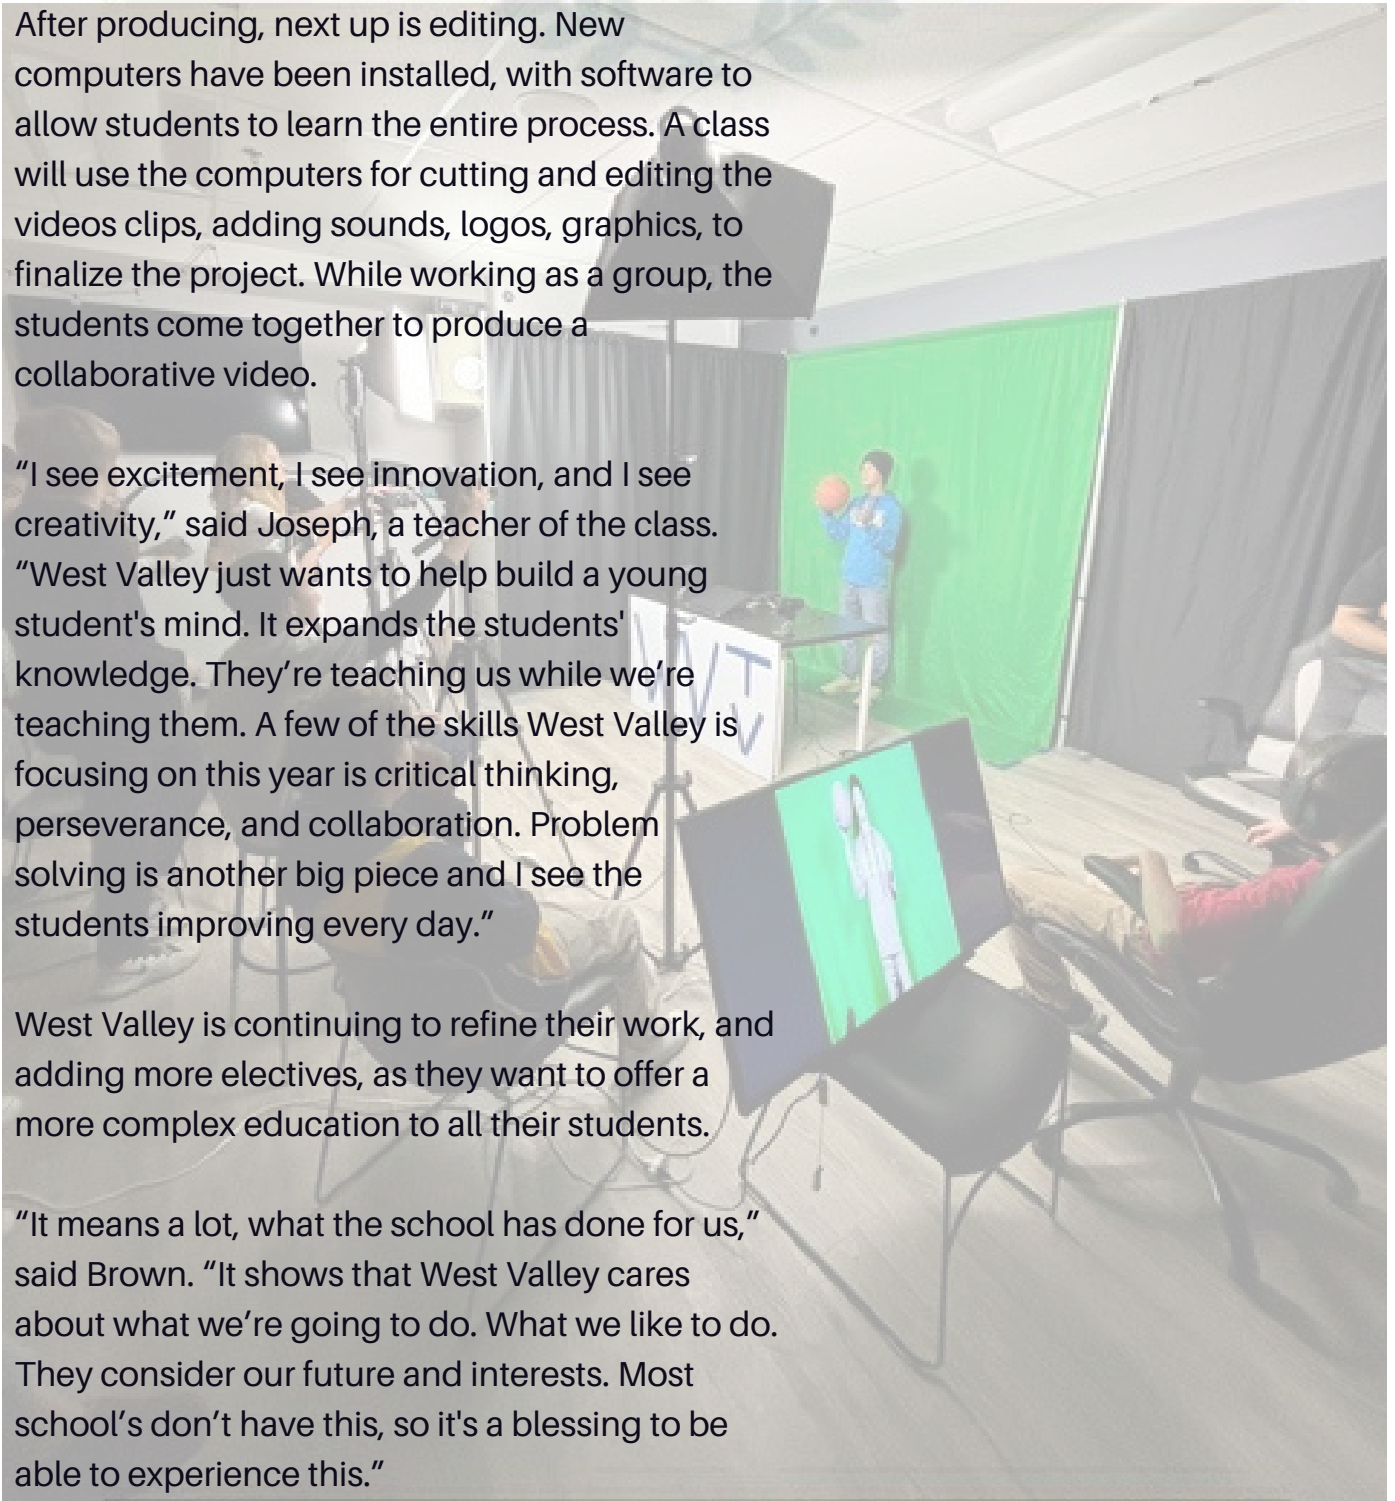 After producing, next up is editing. New
computers have been installed, with software to
allow students to learn the entire process. A class
will use the computers for cutting and editing the
videos clips, adding sounds, logos, graphics, to
finalize the project. While working as a group, the
students come together to produce a
collaborative video.
“I see excitement, I see innovation, and I see
creativity,” said Joseph, a teacher of the class.
“West Valley just wants to help build a young
student's mind. It expands the students'
knowledge. They’re teaching us while we’re
teaching them. A few of the skills West Valley is
focusing on this year is critical thinking,
perseverance, and collaboration. Problem
solving is another big piece and I see the
students improving every day.”
West Valley is continuing to refine their work, and
adding more electives, as they want to offer a
more complex education to all their students.
“It means a lot, what the school has done for us,”
said Brown. “It shows that West Valley cares
about what we’re going to do. What we like to do.
They consider our future and interests. Most
school’s don’t have this, so it's a blessing to be
able to experience this.”
WVTV